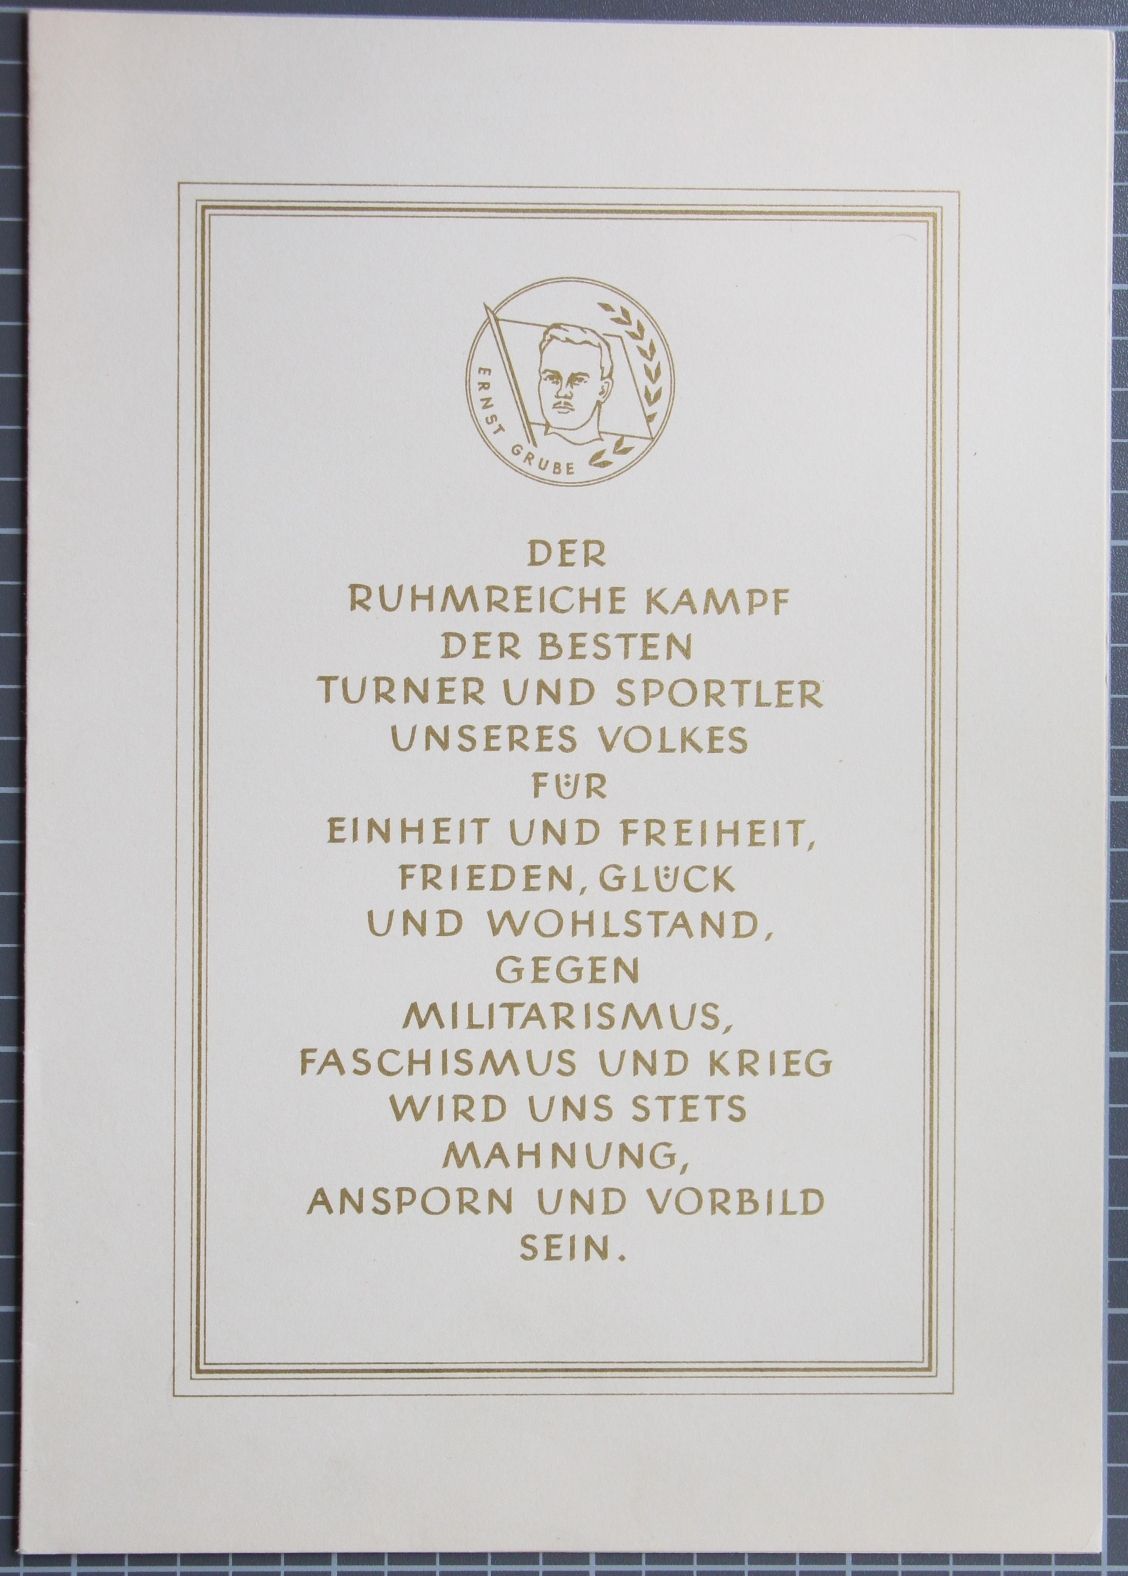 ERNST GRUBE
DER
RUHMREICHE KAMPF
DER BESTEN
TURNER UND SPORTLER
UNSERES VOLKES
FÜR
EINHEIT UND FREIHEIT,
FRIEDEN, GLÜCK
UND WOHLSTAND,
GEGEN
MILITARISMUS,
FASCHISMUS UND KRIEG
WIRD UNS STETS
MAHNUNG,
ANSPORN UND VORBILD
SEIN.